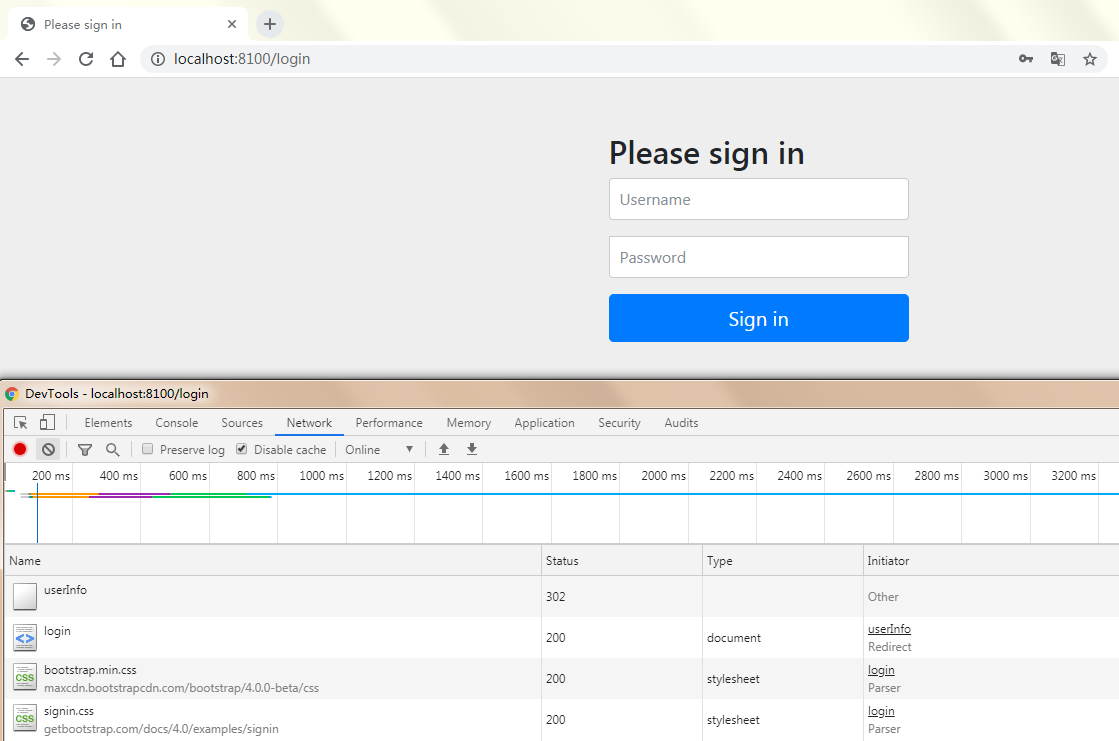 Please sign in
localhost:8100/login
Please sign in
Username
Password
Sign in
DevTools - localhost:8100/login
Elements Console Sources Network Performance Memory Application Security Audits
Preserve log Disable cache Online
200 ms 400 ms 600 ms 800 ms 1000 ms 1200 ms 1400 ms 1600 ms 1800 ms 2000 ms 2200 ms 2400 ms 2600 ms 2800 ms 3000 ms 3200 ms
Name Status Type Initiator
userInfo 302 Other
login 200 document userInfo
Redirect
bootstrap.min.css 200 stylesheet login
maxcdn.bootstrapcdn.com/bootstrap/4.0.0-beta/css Parser
signin.css 200 stylesheet login
getbootstrap.com/docs/4.0/examples/signin Parser